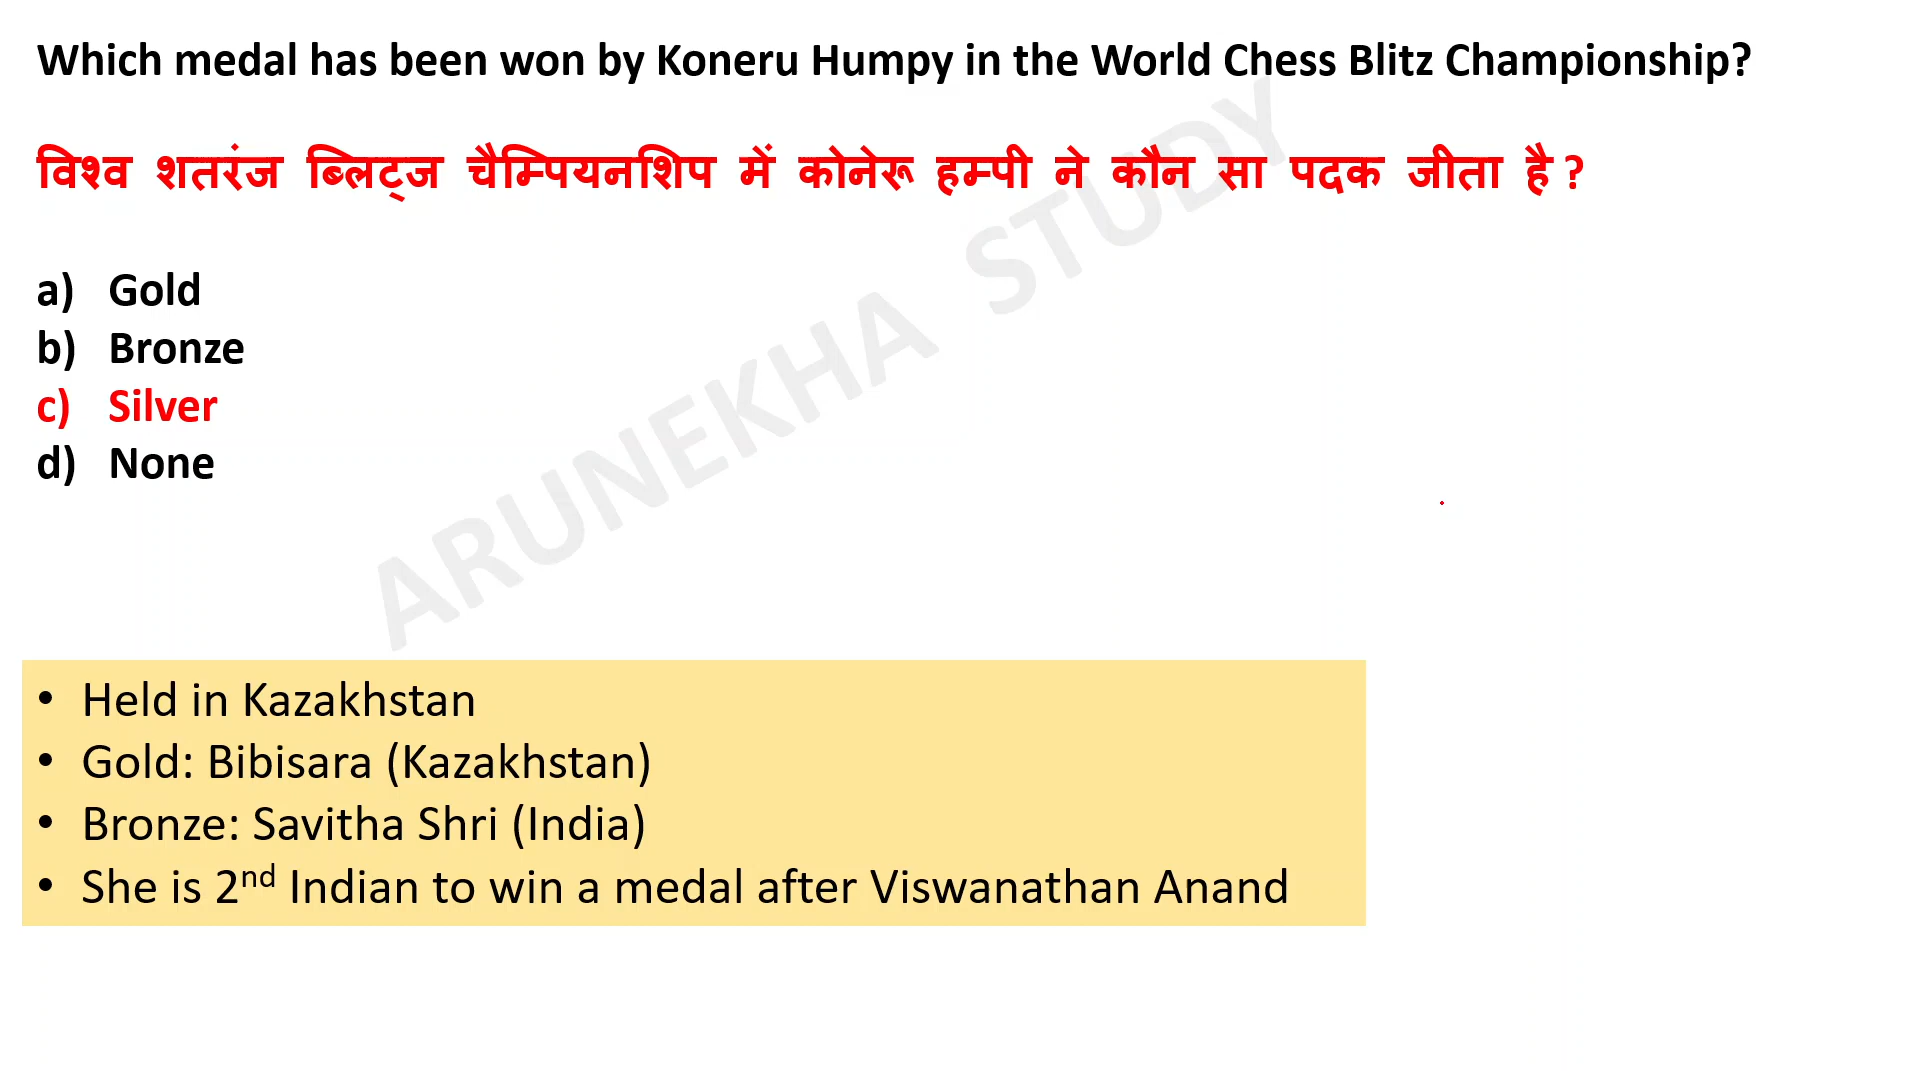 Which medal has been won by Koneru Humpy in the World Chess Blitz Championship?
विश्व शतरंज ब्लिट्ज चैम्पियनशिप में कोनेरू हम्पी ने कौन सा पदक जीता है ?
a) Gold
b) Bronze
c) Silver
d) None
ARUNEKHA STUDY
• Held in Kazakhstan
• Gold: Bibisara (Kazakhstan)
• Bronze: Savitha Shri (India)
• She is 2nd Indian to win a medal after Viswanathan Anand